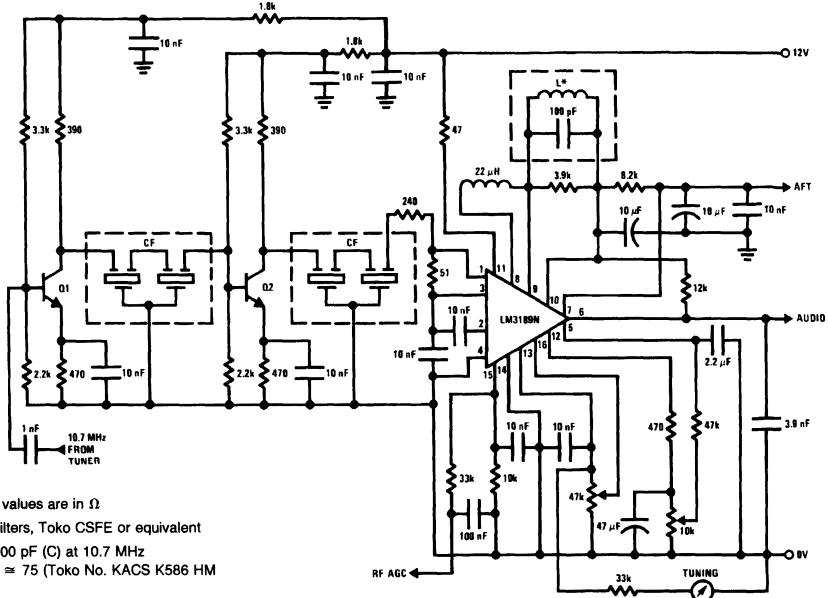 1.8k
10 nF
1.8k
12V
10 nF
10 nF
L*
100 pF
3.3k
390
3.3k
390
47
22 μH
3.9k
8.2k
AFT
240
10 μF
10 μF
10 nF
CF
CF
1
11
8
9
10
Q1
Q2
51
3
12k
7
6
AUDIO
10 nF
2
LM3189N
5
12
4
16
13
2.2 μF
10 nF
15
14
2.2k
470
10 nF
2.2k
470
10 nF
3.9 nF
1 nF
10.7 MHz
FROM
TUNER
10 nF
10 nF
470
47k
33k
10k
47k
values are in Ω
ilters, Toko CSFE or equivalent
47 μF
10k
00 pF (C) at 10.7 MHz
100 nF
0V
≅ 75 (Toko No. KACS K586 HM
RF AGC
33k
TUNING